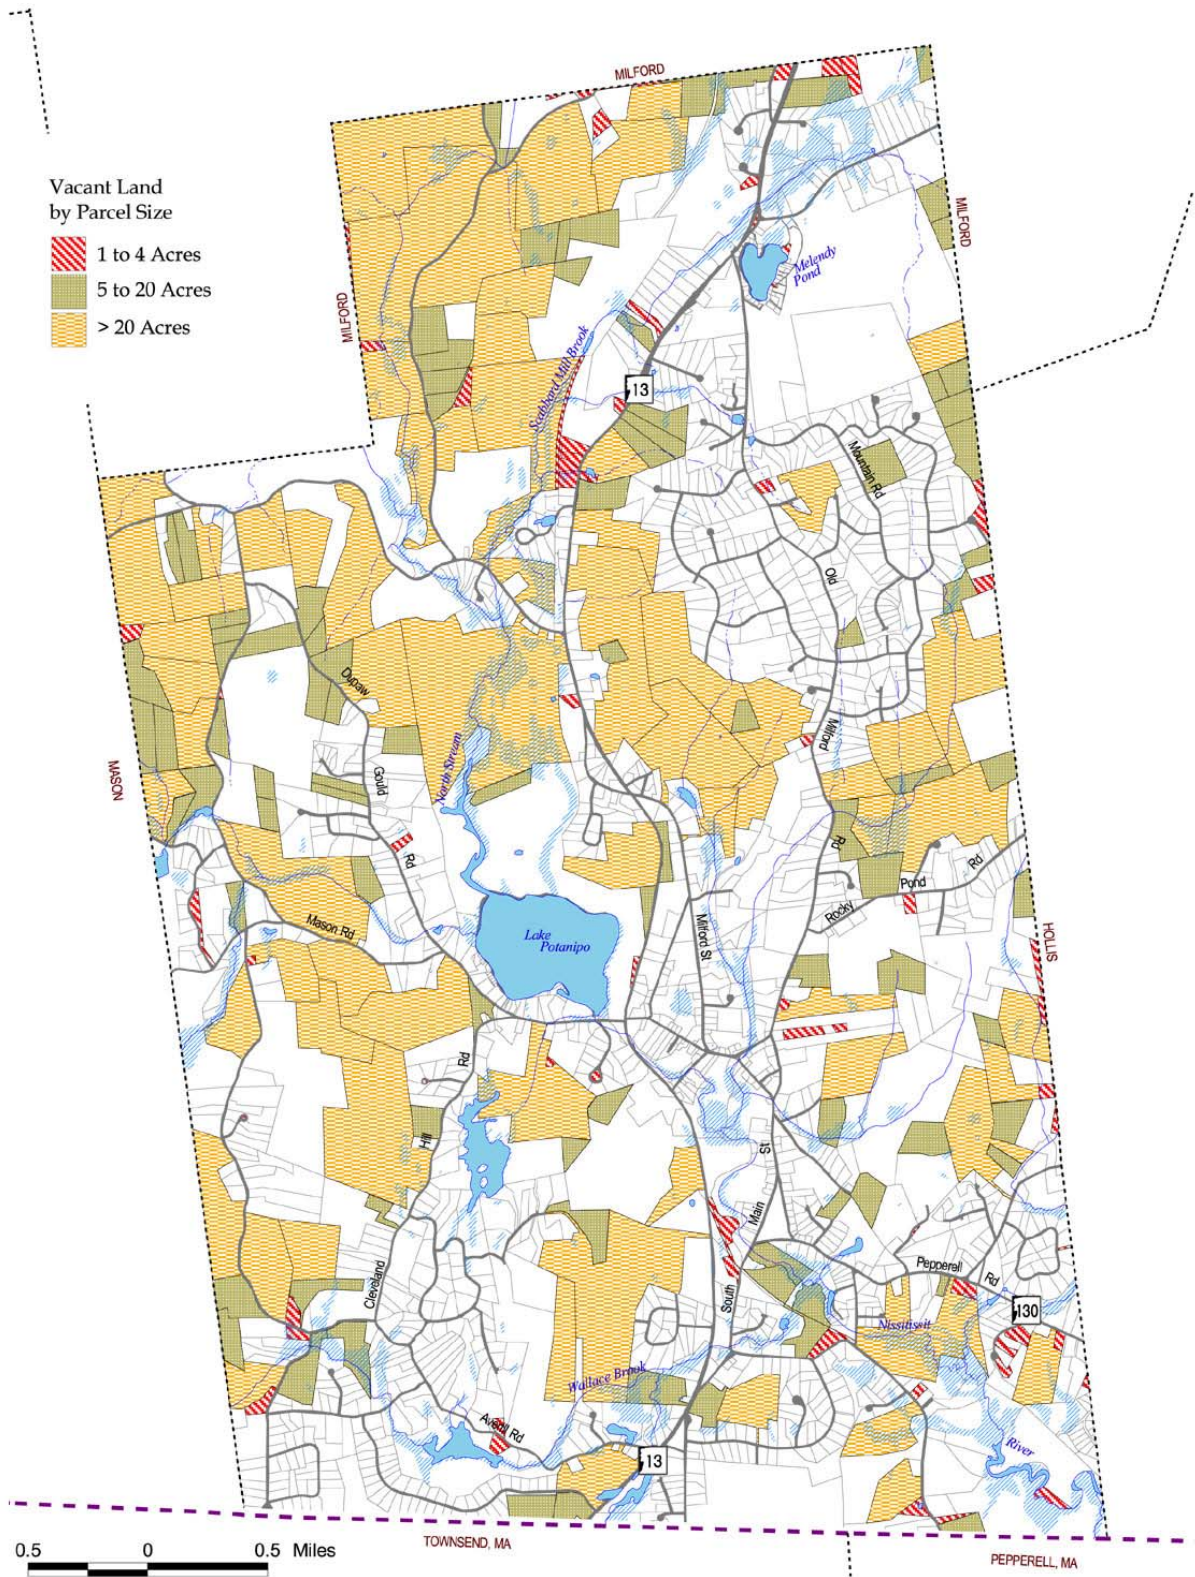 MILFORD
Vacant Land
by Parcel Size
1 to 4 Acres
5 to 20 Acres
> 20 Acres
MILFORD
MILFORD
Melendy
Pond
Scabbard Mill Brook
13
Mountain Rd
Old
Dupaw
Milford
North Stream
MASON
Gould
Rd
Rd
Pond
Rd
Rocky
Mason Rd
Lake
Potanipo
Milford St
HOLLIS
Rd
Hill
St
Main
Pepperell
Rd
Cleveland
South
130
Nissitissit
Wallace Brook
Averill Rd
River
13
TOWNSEND, MA
PEPPERELL, MA
0.5 0 0.5 Miles